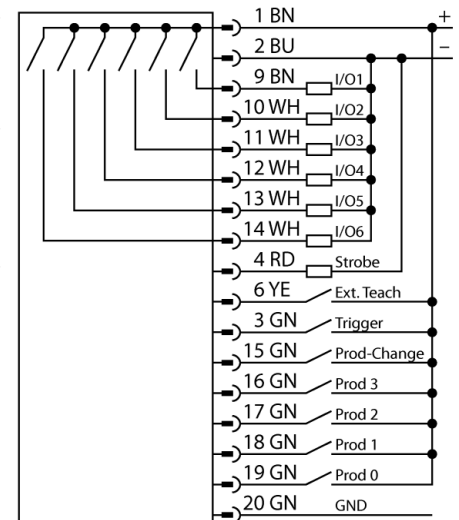 1 BN +
2 BU –
9 BN I/O1
10 WH I/O2
11 WH I/O3
12 WH I/O4
13 WH I/O5
14 WH I/O6
4 RD Strobe
6 YE Ext. Teach
3 GN Trigger
15 GN Prod-Change
16 GN Prod 3
17 GN Prod 2
18 GN Prod 1
19 GN Prod 0
20 GN GND